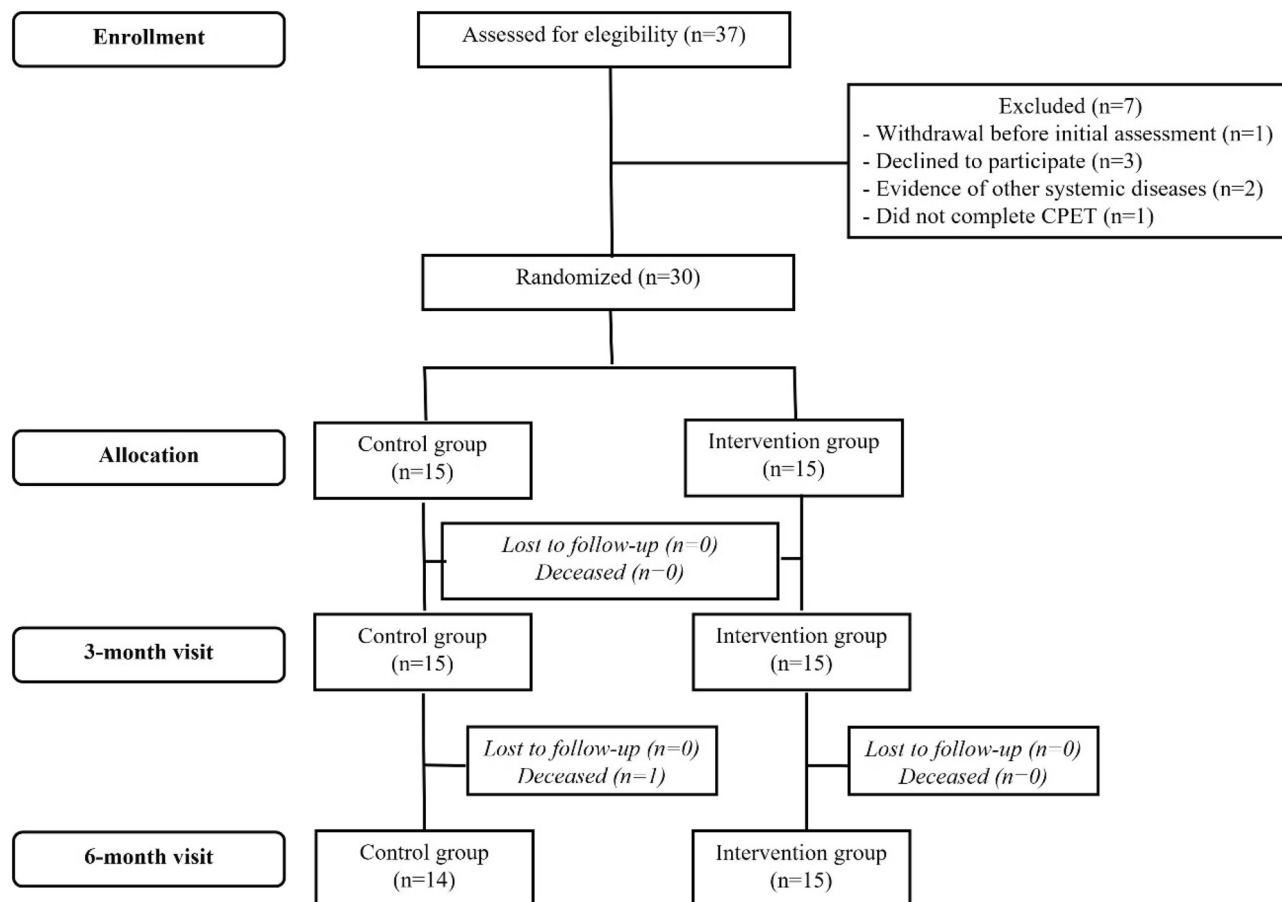 Enrollment
Assessed for elegibility (n=37)
Excluded (n=7)
- Withdrawal before initial assessment (n=1)
- Declined to participate (n=3)
- Evidence of other systemic diseases (n=2)
- Did not complete CPET (n=1)
Randomized (n=30)
Allocation
Control group
(n=15)
Intervention group
(n=15)
Lost to follow-up (n=0)
Deceased (n=0)
3-month visit
Control group
(n=15)
Intervention group
(n=15)
Lost to follow-up (n=0)
Deceased (n=1)
Lost to follow-up (n=0)
Deceased (n=0)
6-month visit
Control group
(n=14)
Intervention group
(n=15)